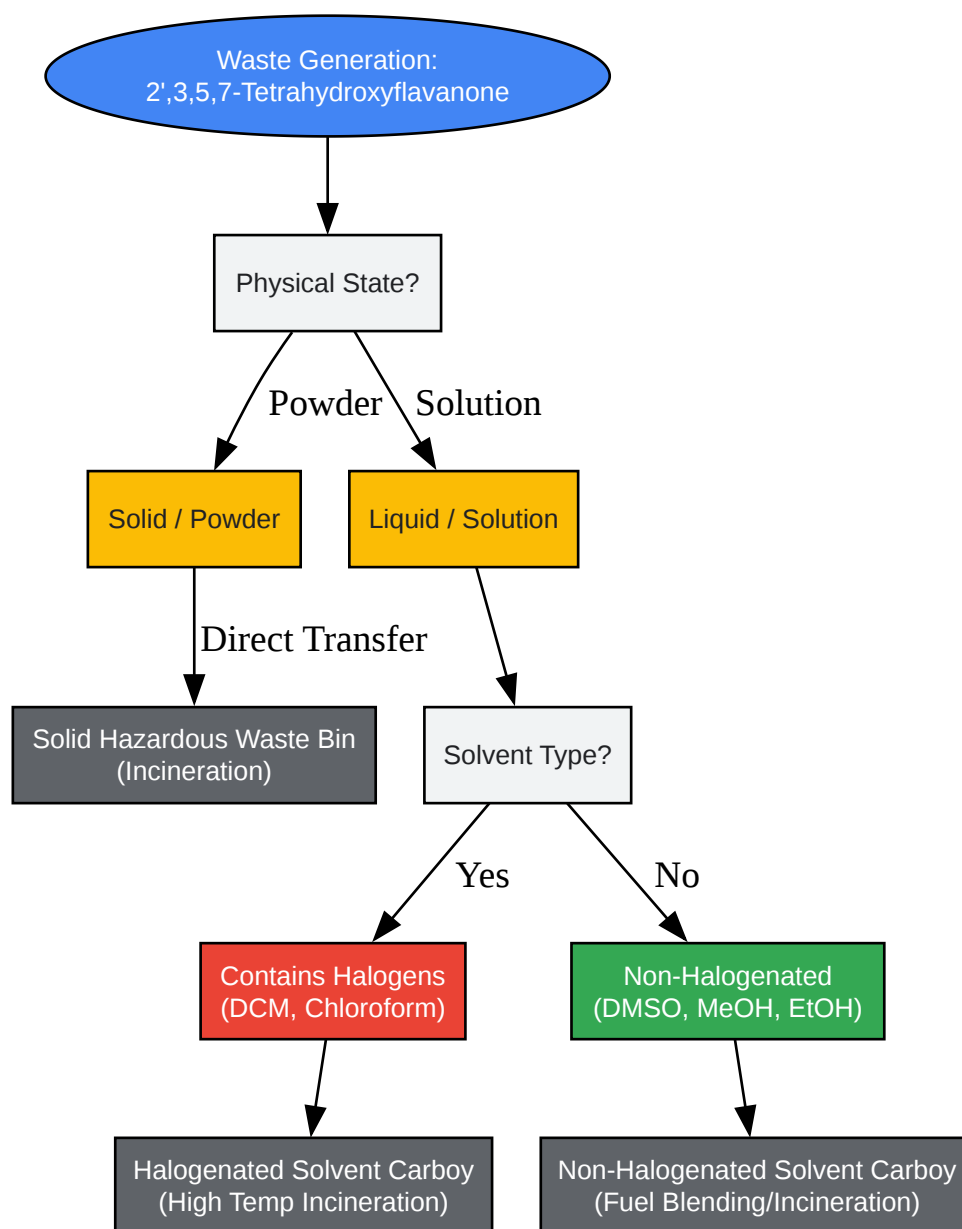 Waste Generation:
2',3,5,7-Tetrahydroxyflavanone
Physical State?
Powder
Solution
Solid / Powder
Liquid / Solution
Direct Transfer
Solid Hazardous Waste Bin
(Incineration)
Solvent Type?
Yes
No
Contains Halogens
(DCM, Chloroform)
Non-Halogenated
(DMSO, MeOH, EtOH)
Halogenated Solvent Carboy
(High Temp Incineration)
Non-Halogenated Solvent Carboy
(Fuel Blending/Incineration)